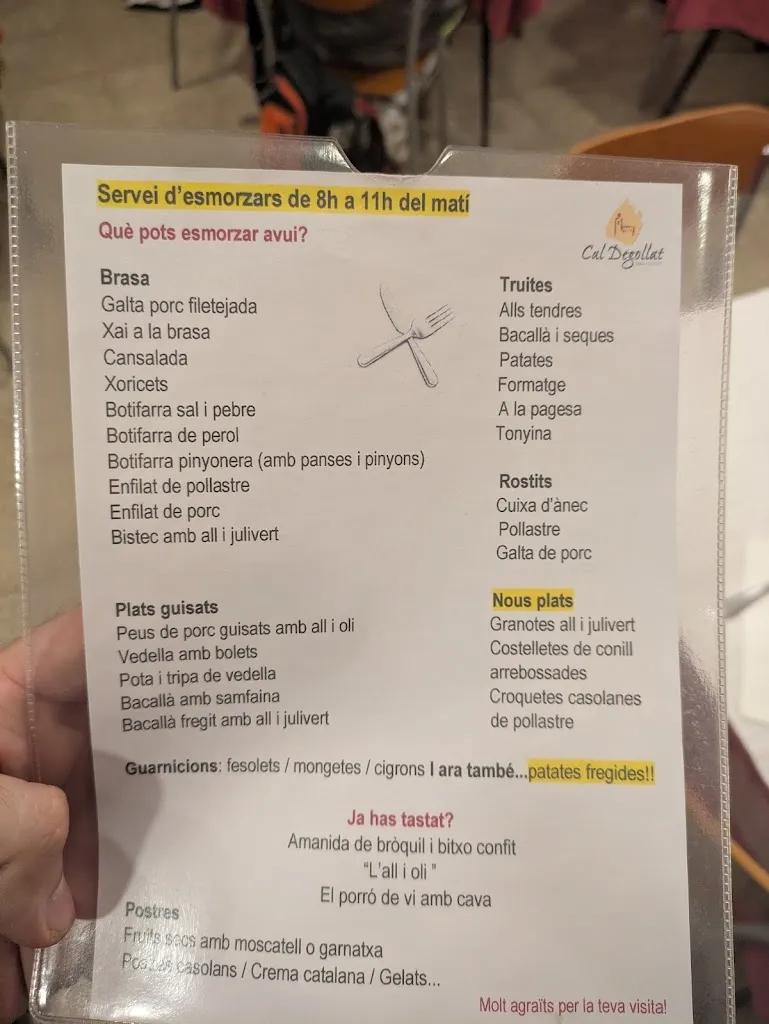 Servei d'esmorzars de 8h a 11h del matí
Què pots esmorzar avui?
Cal Degollat
Brasa
Galta porc filetejada
Xai a la brasa
Cansalada
Xoricets
Botifarra sal i pebre
Botifarra de perol
Botifarra pinyonera (amb panses i pinyons)
Enfilat de pollastre
Enfilat de porc
Bistec amb all i julivert
Truites
Alls tendres
Bacallà i seques
Patates
Formatge
A la pagesa
Tonyina
Rostits
Cuixa d'ànec
Pollastre
Galta de porc
Plats guisats
Peus de porc guisats amb all i oli
Vedella amb bolets
Pota i tripa de vedella
Bacallà amb samfaina
Bacallà fregit amb all i julivert
Nous plats
Granotes all i julivert
Costelletes de conill
arrebossades
Croquetes casolanes
de pollastre
Guarnicions: fesolets / mongetes / cigrons I ara també...patates fregides!!
Ja has tastat?
Amanida de bròquil i bitxo confit
"L'all i oli "
El porró de vi amb cava
Postres
Fruits secs amb moscatell o garnatxa
Postres casolans / Crema catalana / Gelats...
Molt agraïts per la teva visita!